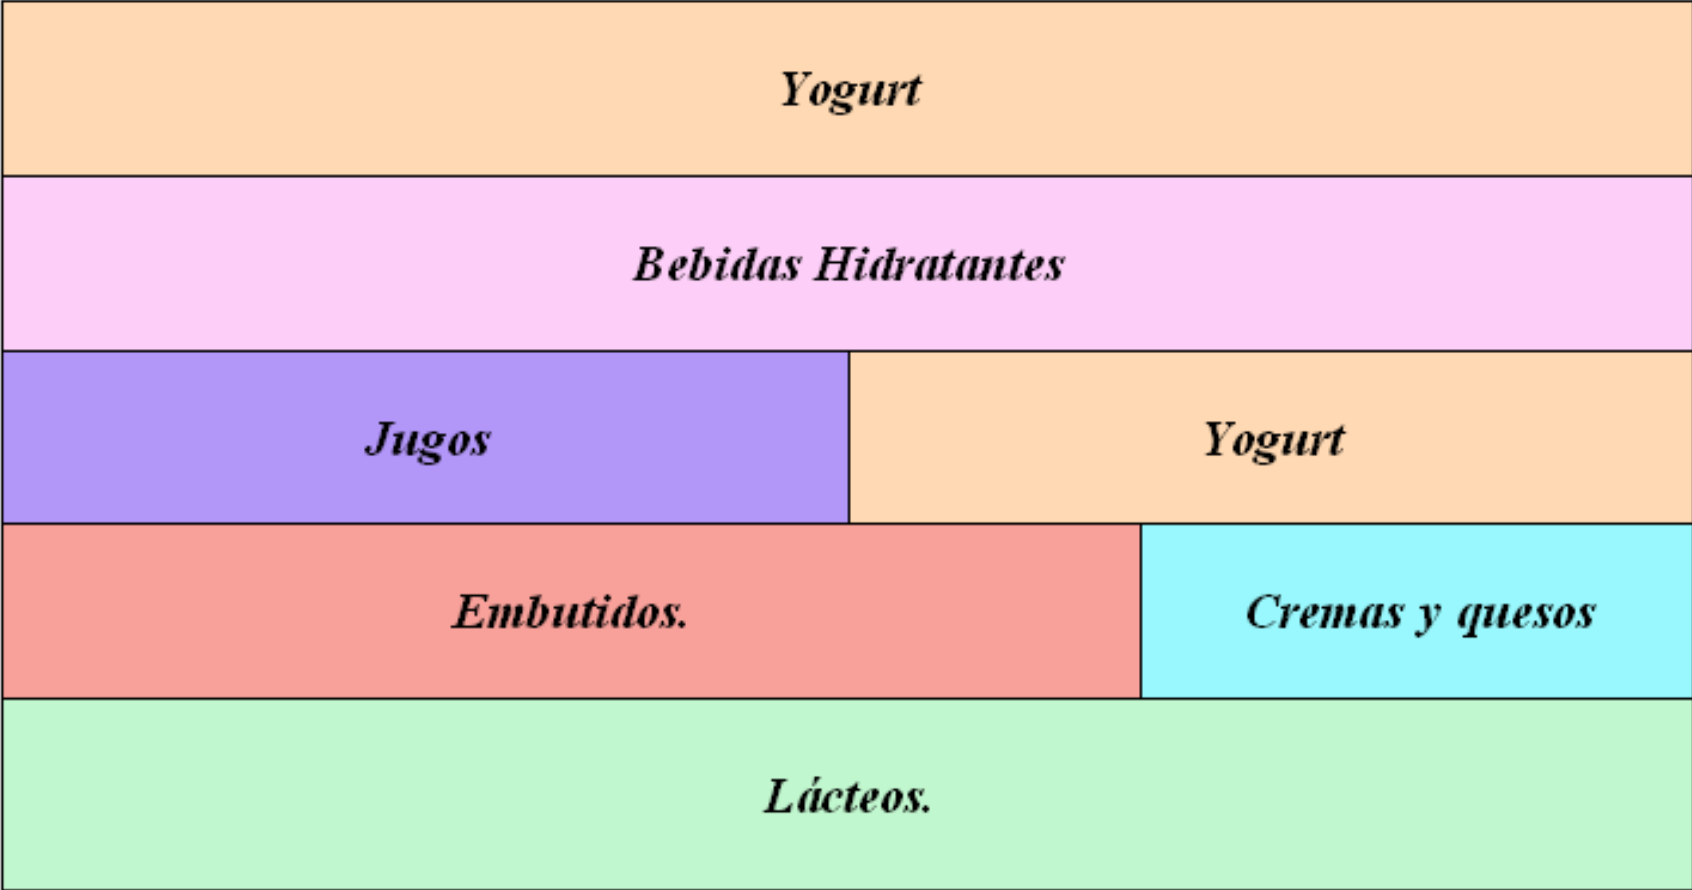 Yogurt
Bebidas Hidratantes
Jugos
Yogurt
Embutidos.
Cremas y quesos
Lácteos.